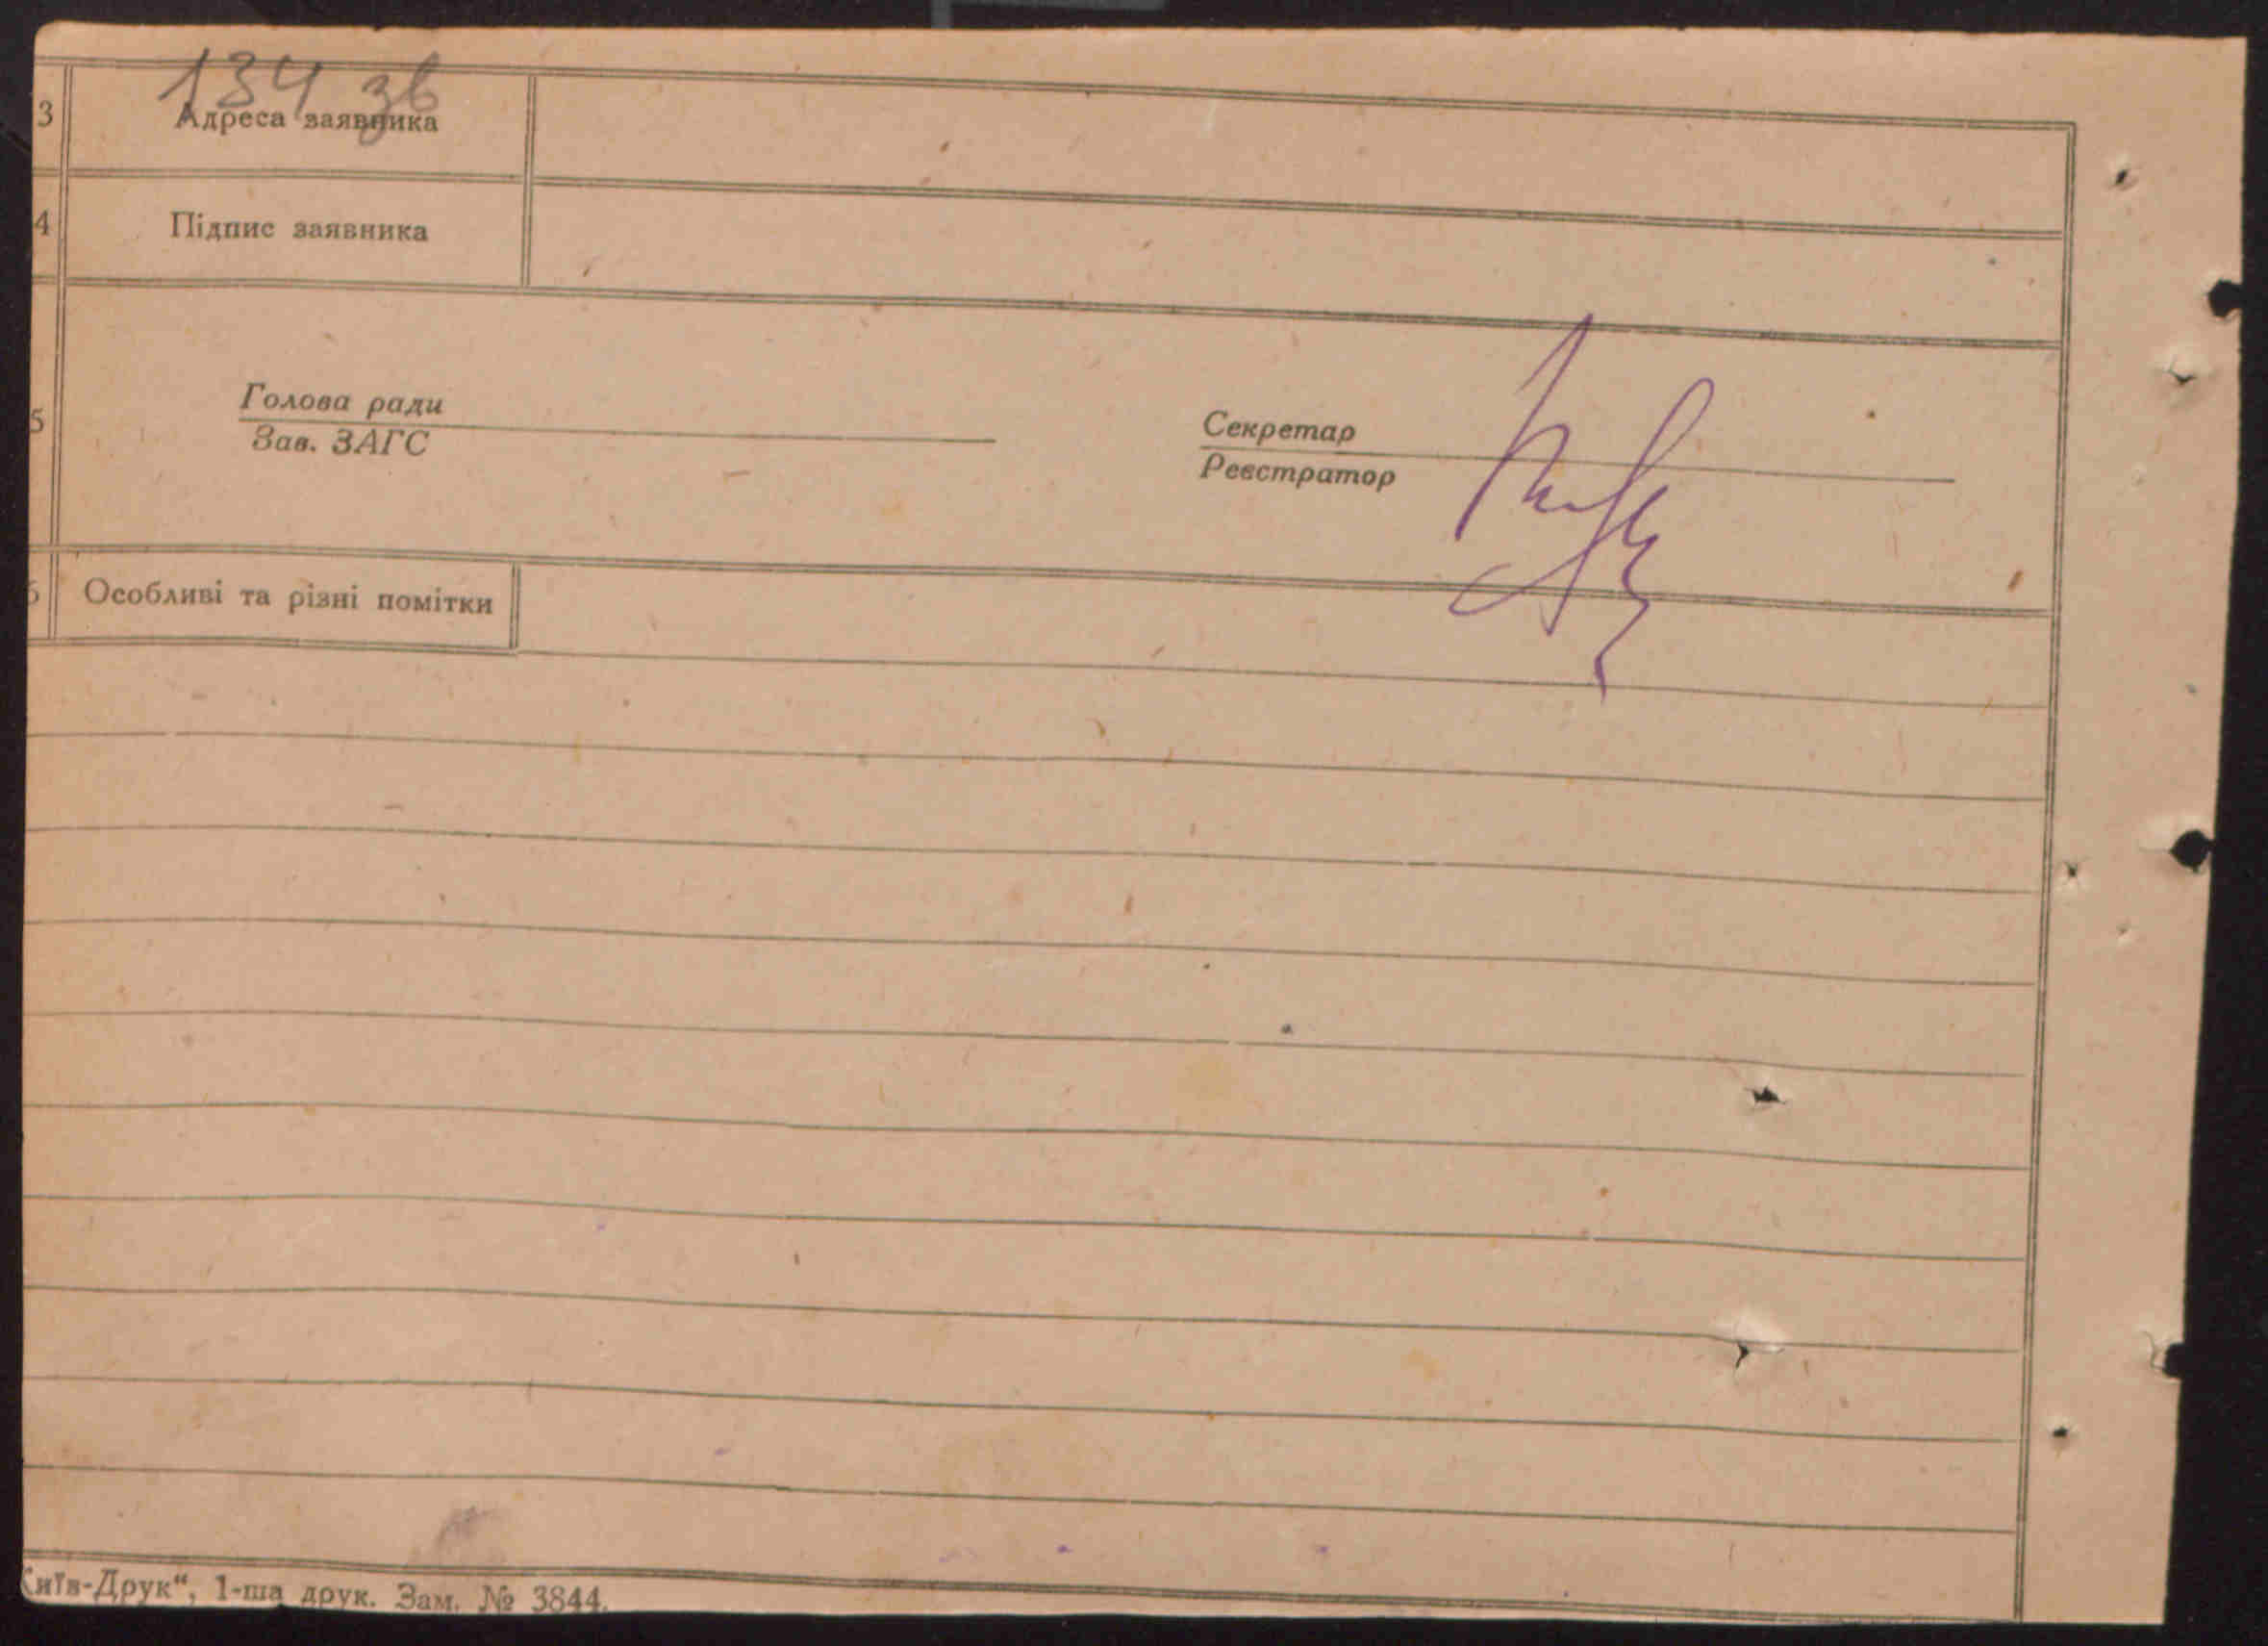 134 зв
3 Адреса заявника
4 Підпис заявника
5 Голова ради
Зав. ЗАГС
Секретар
Реєстратор
6 Особливі та різні помітки
Київ-Друк“, 1-ша друк. Зам. № 3844.